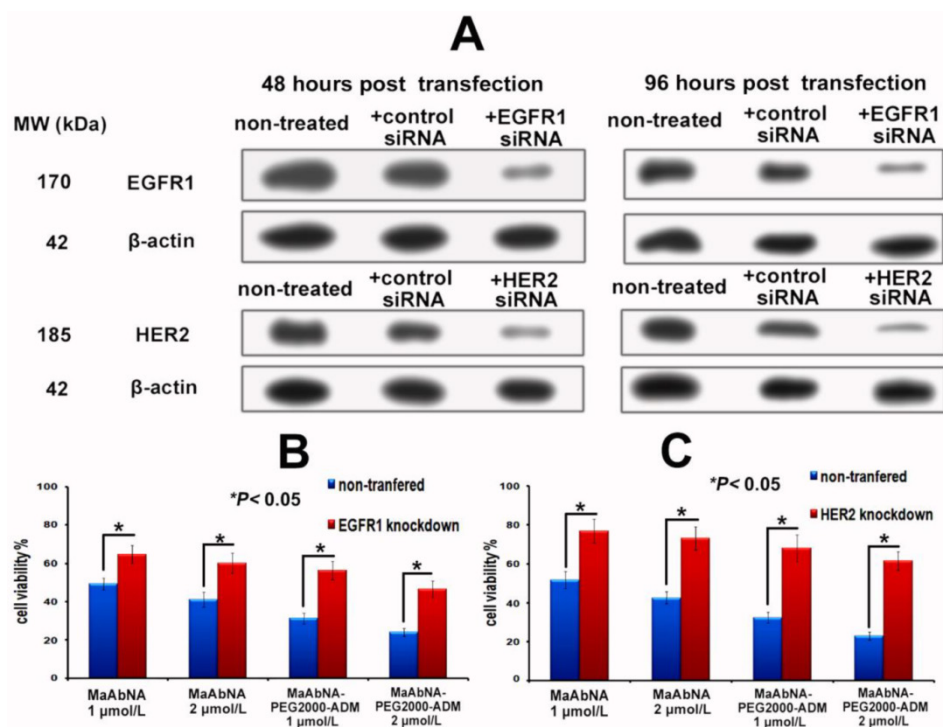 A
48 hours post transfection
96 hours post transfection
MW (kDa)
non-treated
+control
siRNA
+EGFR1
siRNA
non-treated
+control
siRNA
+EGFR1
siRNA
170 EGFR1
42 β-actin
non-treated
+control
siRNA
+HER2
siRNA
non-treated
+control
siRNA
+HER2
siRNA
185 HER2
42 β-actin
B
*P< 0.05
non-tranfered
EGFR1 knockdown
cell viability %
100
80
60
40
20
0
*
*
*
*
MaAbNA
1 μmol/L
MaAbNA
2 μmol/L
MaAbNA-
PEG2000-ADM
1 μmol/L
MaAbNA-
PEG2000-ADM
2 μmol/L
C
*P< 0.05
non-tranfered
HER2 knockdown
cell viability %
100
80
60
40
20
0
*
*
*
*
MaAbNA
1 μmol/L
MaAbNA
2 μmol/L
MaAbNA-
PEG2000-ADM
1 μmol/L
MaAbNA-
PEG2000-ADM
2 μmol/L